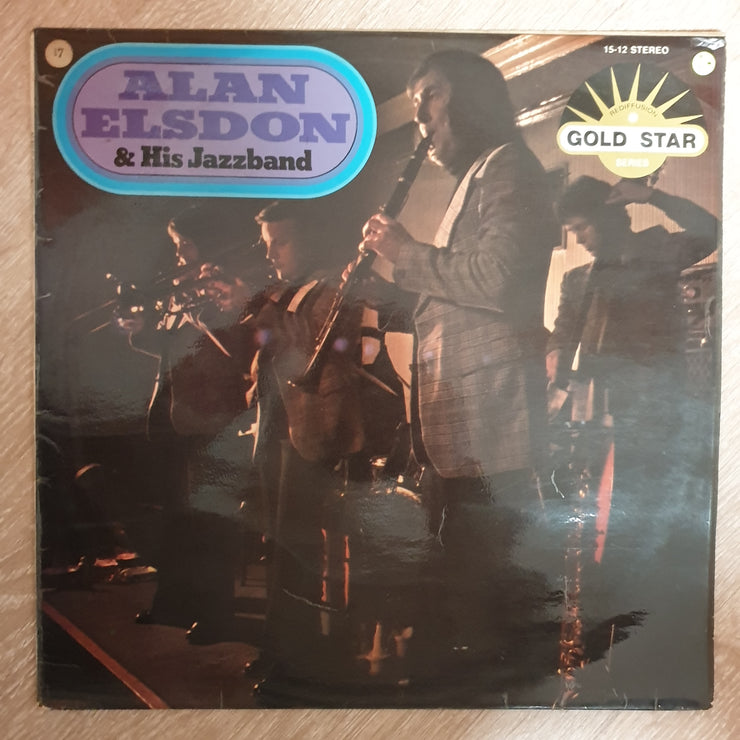 17
ALAN
ELSDON
& His Jazzband
15-12 STEREO
REDIFFUSION
GOLD STAR
SERIES